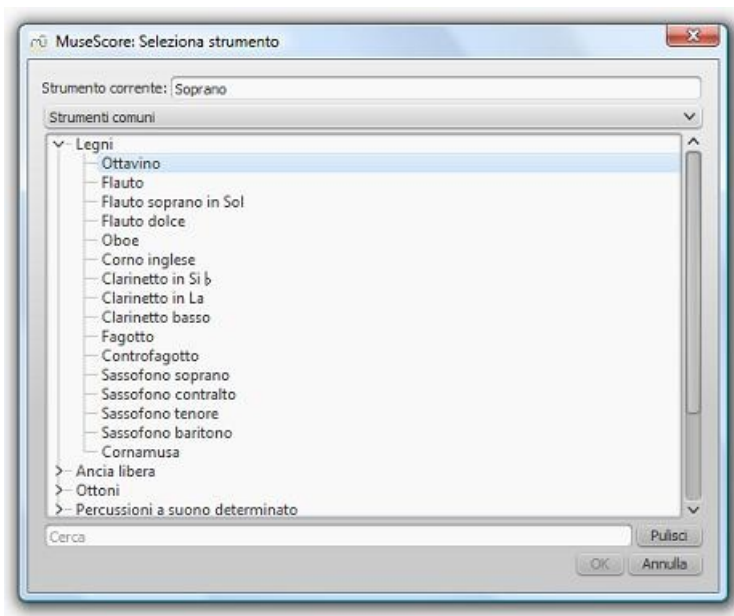 MuseScore: Seleziona strumento
Strumento corrente: Soprano
Strumenti comuni
Legni
Ottavino
Flauto
Flauto soprano in Sol
Flauto dolce
Oboe
Corno inglese
Clarinetto in Si♭
Clarinetto in La
Clarinetto basso
Fagotto
Controfagotto
Sassofono soprano
Sassofono contralto
Sassofono tenore
Sassofono baritono
Cornamusa
Ancia libera
Ottoni
Percussioni a suono determinato
Cerca Pulisci
OK Annulla